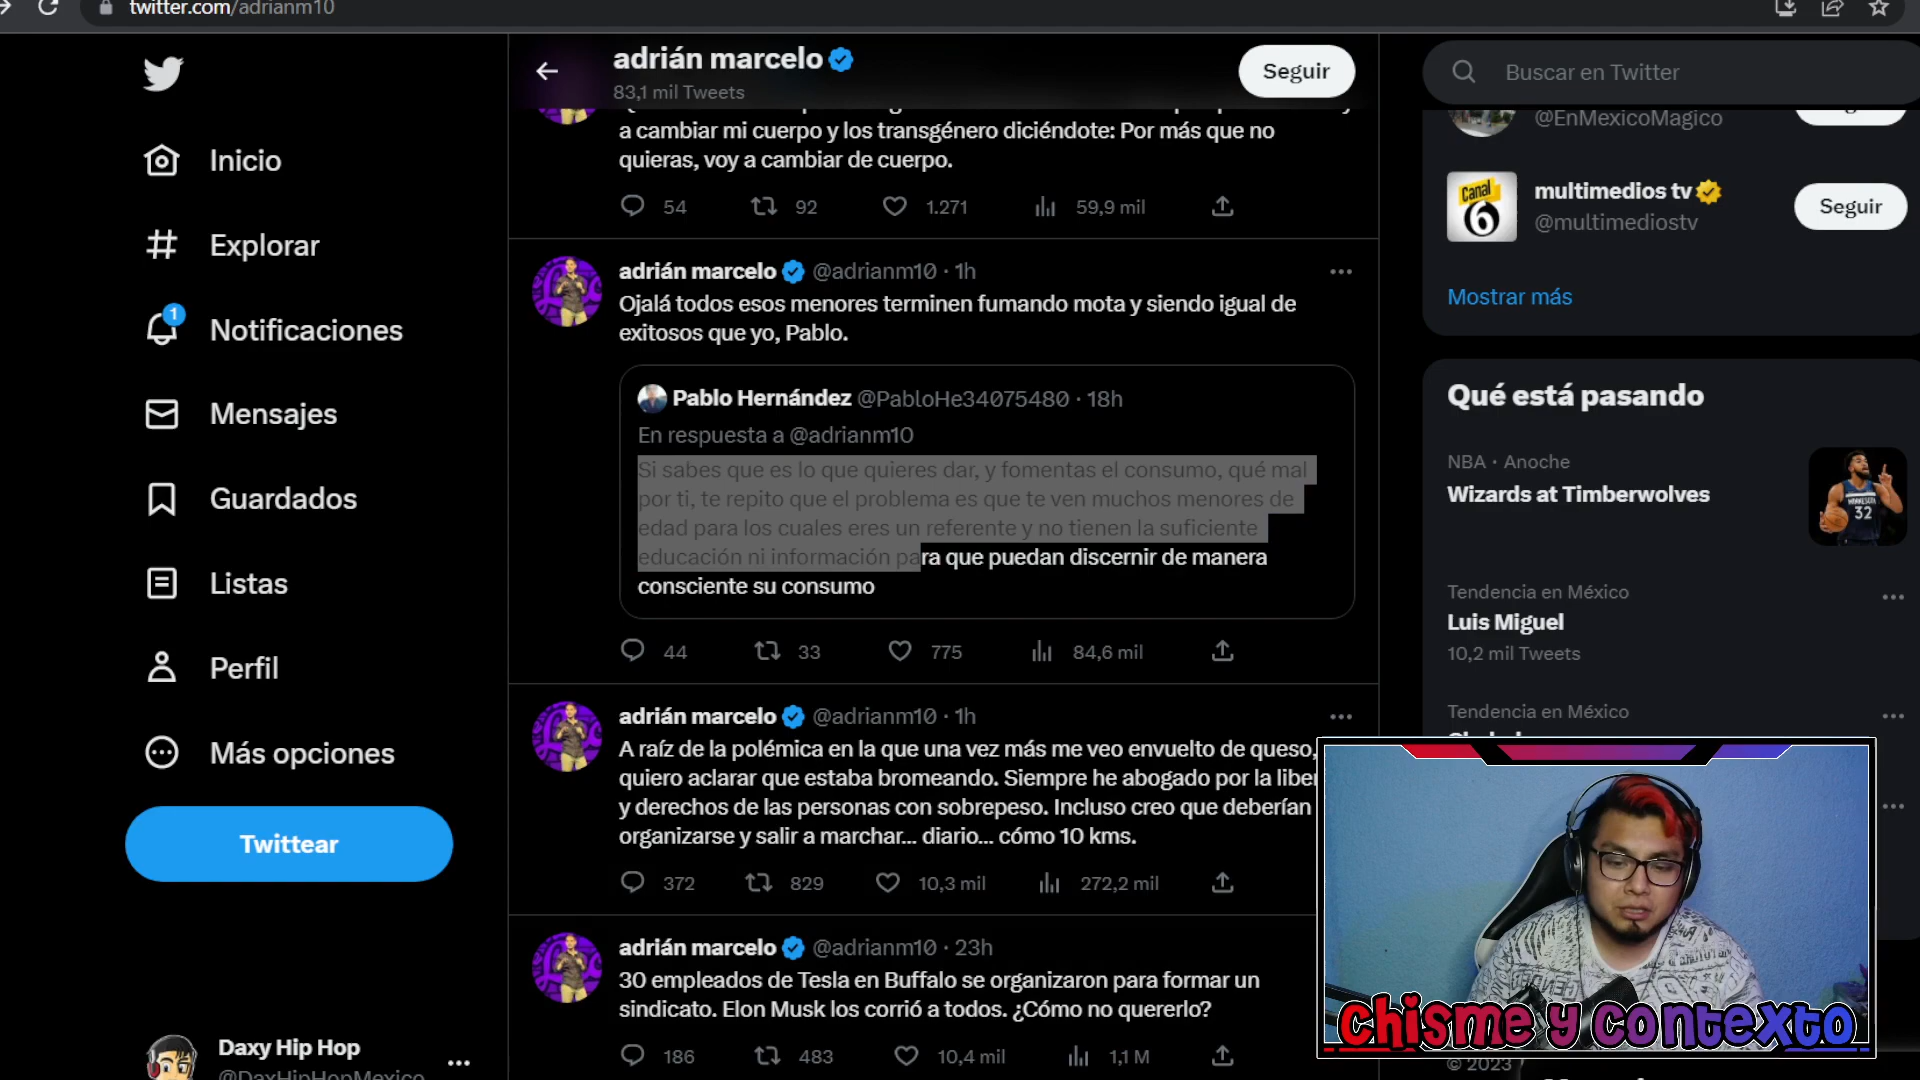 twitter.com/adrianm10
Inicio
Explorar
1
Notificaciones
Mensajes
Guardados
Listas
Perfil
Más opciones
Twittear
Daxy Hip Hop
@DaxHipHopMexico
adrián marcelo
83,1 mil Tweets
Seguir
a cambiar mi cuerpo y los transgénero diciéndote: Por más que no
quieras, voy a cambiar de cuerpo.
54 92 1.271 59,9 mil
adrián marcelo @adrianm10 · 1h
Ojalá todos esos menores terminen fumando mota y siendo igual de
exitosos que yo, Pablo.
Pablo Hernández @PabloHe34075480 · 18h
En respuesta a @adrianm10
Si sabes que es lo que quieres dar, y fomentas el consumo, qué mal
por ti, te repito que el problema es que te ven muchos menores de
edad para los cuales eres un referente y no tienen la suficiente
educación ni información para que puedan discernir de manera
consciente su consumo
44 33 775 84,6 mil
adrián marcelo @adrianm10 · 1h
A raíz de la polémica en la que una vez más me veo envuelto de queso,
quiero aclarar que estaba bromeando. Siempre he abogado por la liber
y derechos de las personas con sobrepeso. Incluso creo que deberían
organizarse y salir a marchar... diario... cómo 10 kms.
372 829 10,3 mil 272,2 mil
adrián marcelo @adrianm10 · 23h
30 empleados de Tesla en Buffalo se organizaron para formar un
sindicato. Elon Musk los corrió a todos. ¿Cómo no quererlo?
186 483 10,4 mil 1,1 M
Buscar en Twitter
@EnMexicoMagico
Canal
6
multimedios tv
@multimediostv
Seguir
Mostrar más
Qué está pasando
NBA · Anoche
Wizards at Timberwolves
32
Tendencia en México
Luis Miguel
10,2 mil Tweets
Tendencia en México
chisme y contexto
© 2023